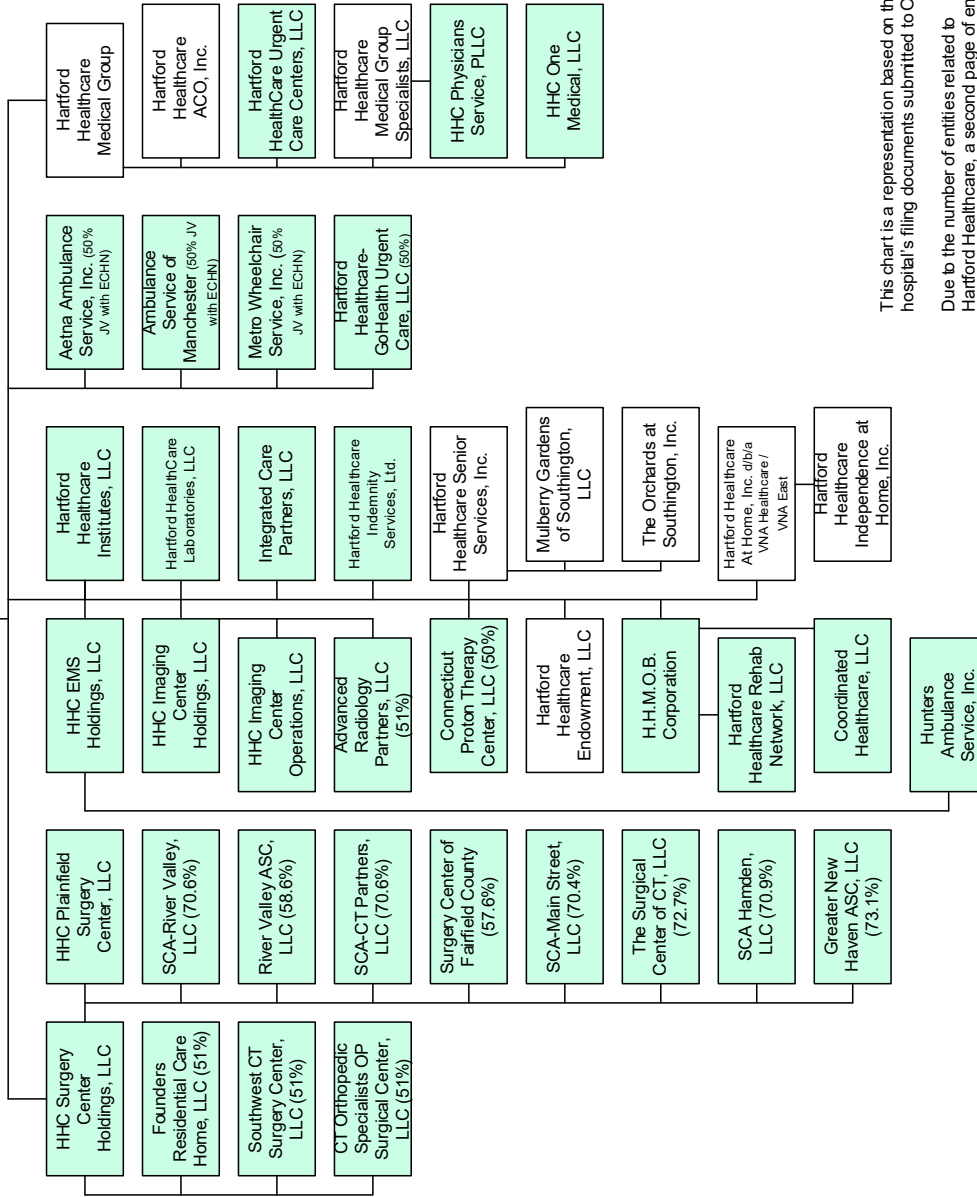 HHC Surgery
Center
Holdings, LLC
Founders
Residential Care
Home, LLC (51%)
Southwest CT
Surgery Center,
LLC (51%)
CT Orthopedic
Specialists OP
Surgical Center,
LLC (51%)
HHC Plainfield
Surgery
Center, LLC
SCA-River Valley,
LLC (70.6%)
River Valley ASC,
LLC (58.6%)
SCA-CT Partners,
LLC (70.6%)
Surgery Center of
Fairfield County
(57.6%)
SCA-Main Street,
LLC (70.4%)
The Surgical
Center of CT, LLC
(72.7%)
SCA Hamden,
LLC (70.9%)
Greater New
Haven ASC, LLC
(73.1%)
HHC EMS
Holdings, LLC
HHC Imaging
Center
Holdings, LLC
HHC Imaging
Center
Operations, LLC
Advanced
Radiology
Partners, LLC
(51%)
Connecticut
Proton Therapy
Center, LLC (50%)
Hartford
Healthcare
Endowment, LLC
H.H.M.O.B.
Corporation
Hartford
Healthcare Rehab
Network, LLC
Coordinated
Healthcare, LLC
Hunters
Ambulance
Service, Inc.
Hartford
Healthcare
Institutes, LLC
Hartford HealthCare
Laboratories, LLC
Integrated Care
Partners, LLC
Hartford Healthcare
Indemnity
Services, Ltd.
Hartford
Healthcare Senior
Services, Inc.
Mulberry Gardens
of Southington,
LLC
The Orchards at
Southington, Inc.
Hartford Healthcare
At Home, Inc. d/b/a
VNA Healthcare /
VNA East
Hartford
Healthcare
Independence at
Home, Inc.
Aetna Ambulance
Service, Inc. (50%
JV with ECHN)
Ambulance
Service of
Manchester (50% JV
with ECHN)
Metro Wheelchair
Service, Inc. (50%
JV with ECHN)
Hartford
Healthcare-
GoHealth Urgent
Care, LLC (50%)
Hartford
Healthcare
Medical Group
Hartford
Healthcare
ACO, Inc.
Hartford
HealthCare Urgent
Care Centers, LLC
Hartford
Healthcare
Medical Group
Specialists, LLC
HHC Physicians
Service, PLLC
HHC One
Medical, LLC
This chart is a representation based on th
hospital's filing documents submitted to O
Due to the number of entities related to
Hartford Healthcare, a second page of en